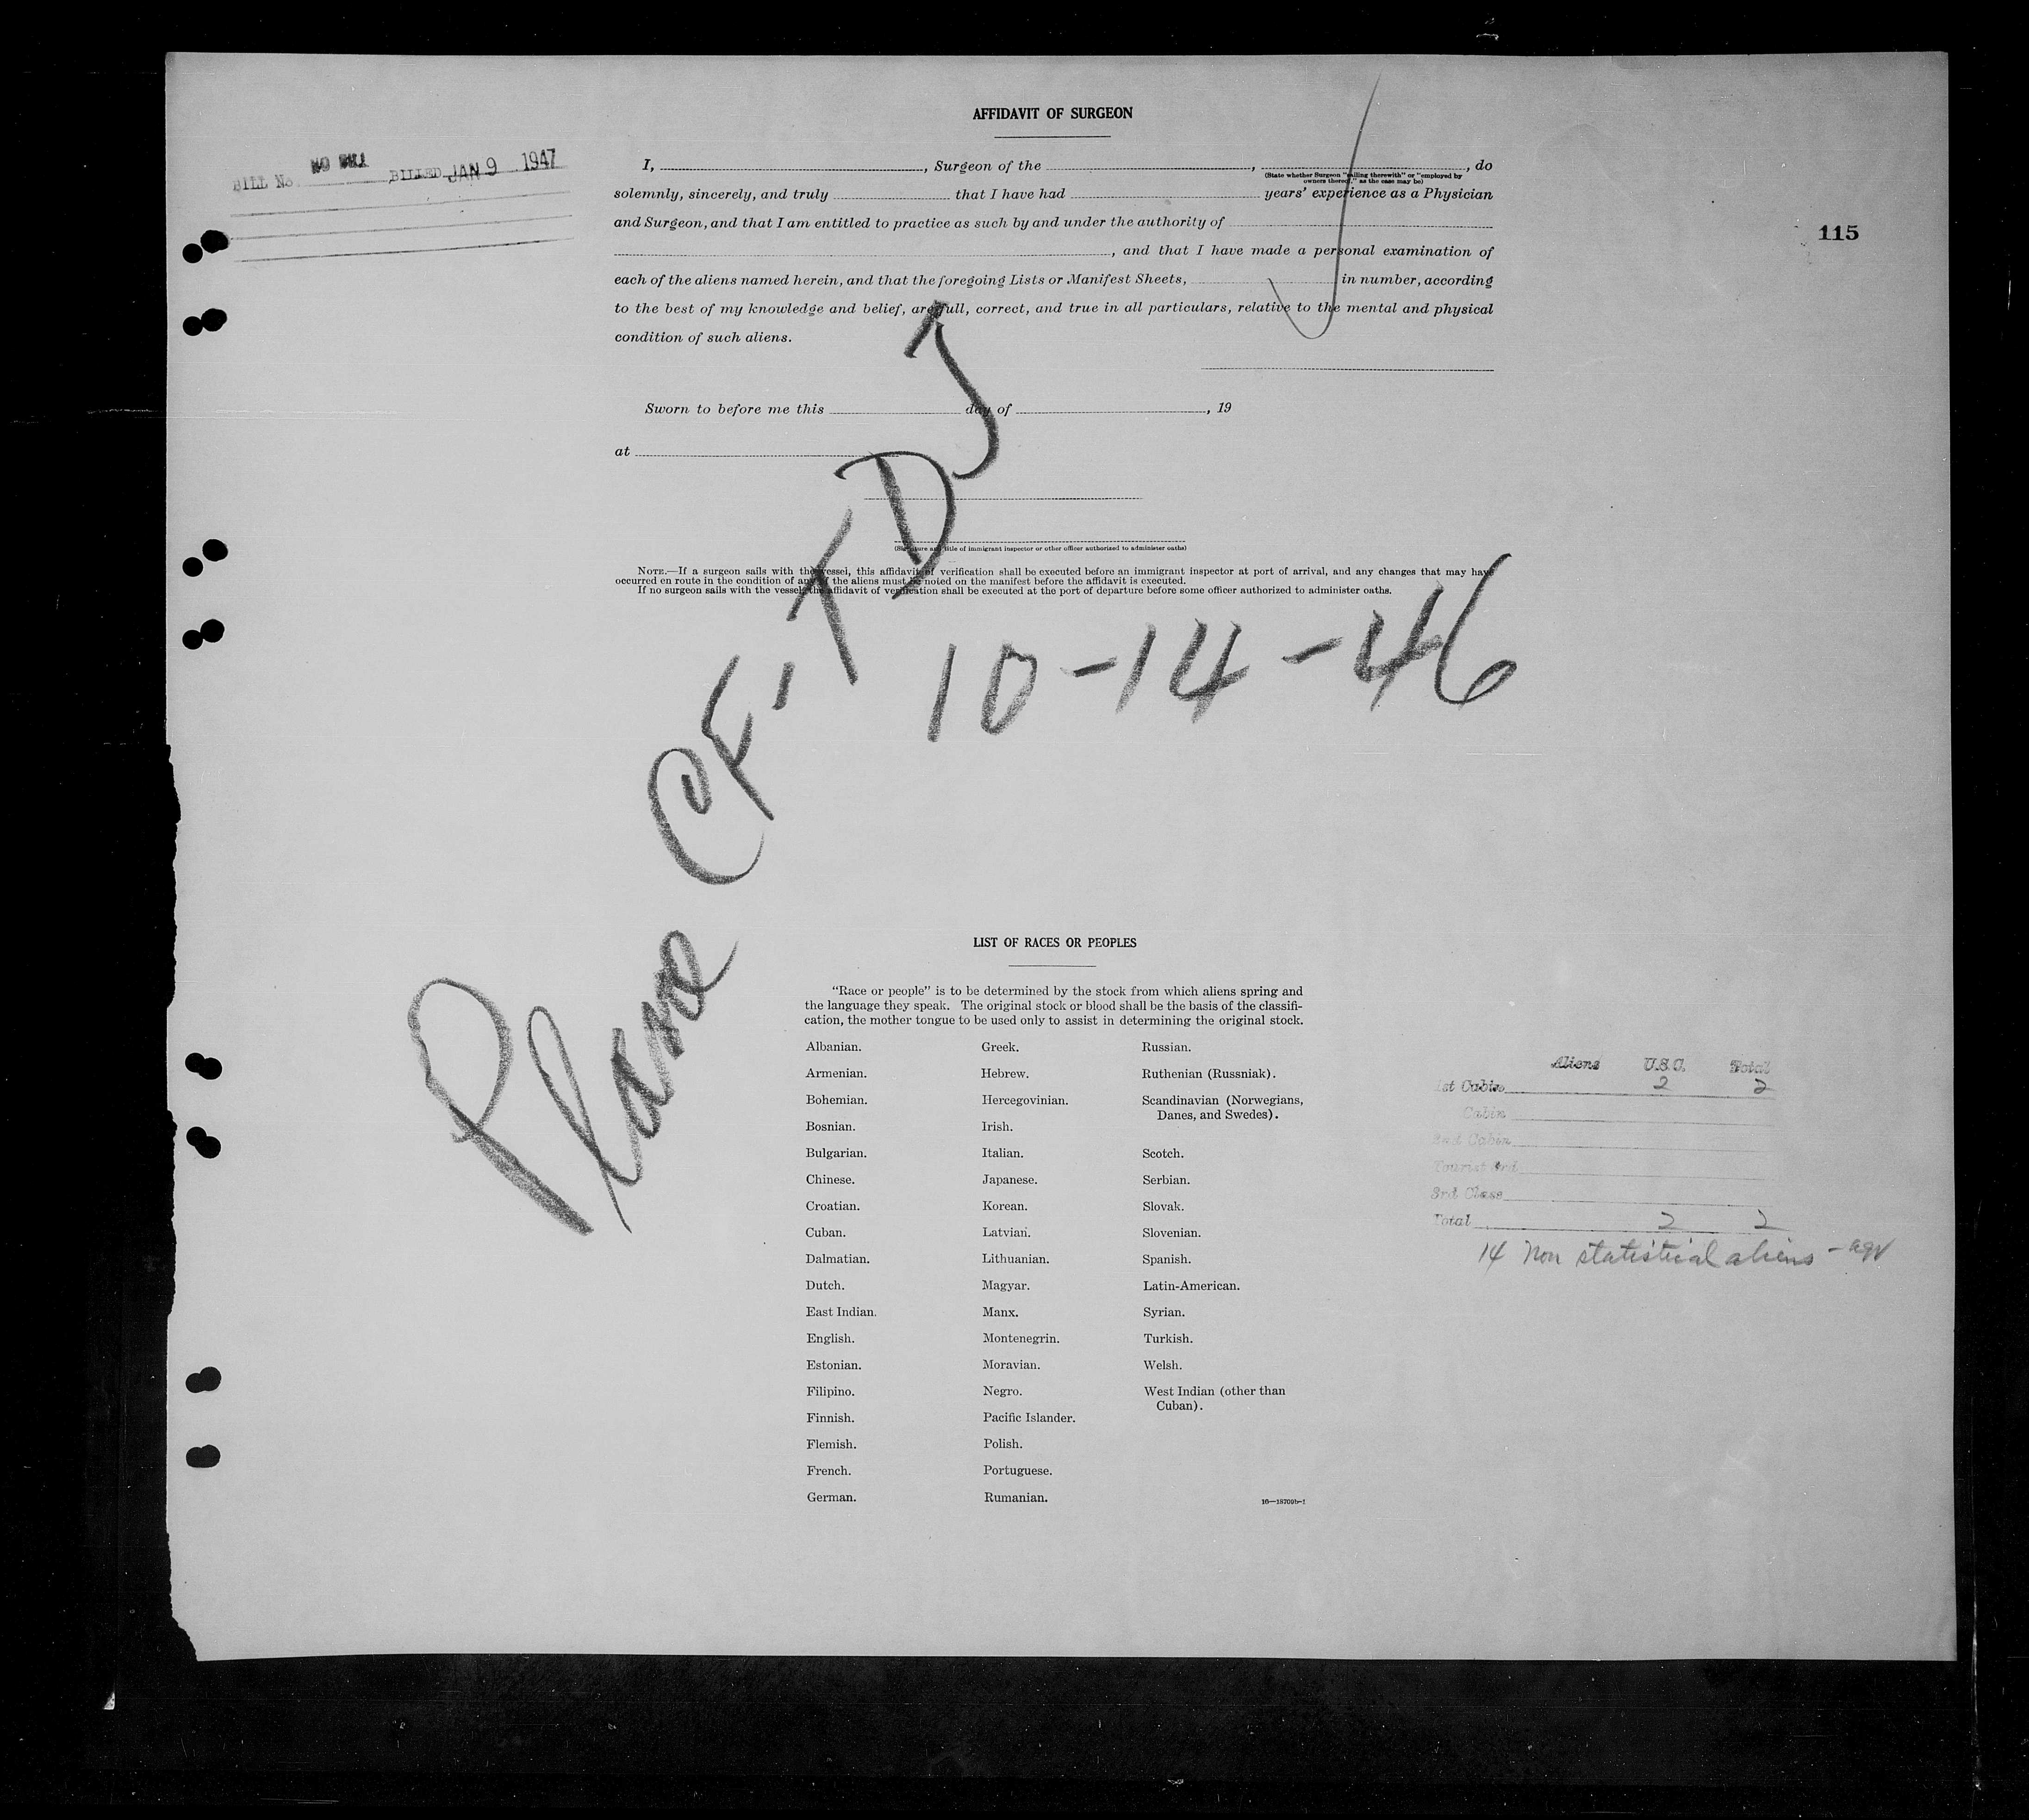 AFFIDAVIT OF SURGEON
BILL No. NO BILL BILLED JAN 9 1947
115
I, , Surgeon of the , , do
(State whether Surgeon "sailing therewith" or "employed by
owners thereof," as the case may be)
solemnly, sincerely, and truly that I have had years' experience as a Physician
and Surgeon, and that I am entitled to practice as such by and under the authority of
, and that I have made a personal examination of
each of the aliens named herein, and that the foregoing Lists or Manifest Sheets, in number, according
to the best of my knowledge and belief, are full, correct, and true in all particulars, relative to the mental and physical
condition of such aliens.
Sworn to before me this day of , 19
at
(Signature and title of immigrant inspector or other officer authorized to administer oaths)
NOTE.—If a surgeon sails with the vessel, this affidavit of verification shall be executed before an immigrant inspector at port of arrival, and any changes that may have
occurred en route in the condition of any of the aliens must be noted on the manifest before the affidavit is executed.
If no surgeon sails with the vessel, the affidavit of verification shall be executed at the port of departure before some officer authorized to administer oaths.
Plane CF-TDJ
10-14-46
LIST OF RACES OR PEOPLES
"Race or people" is to be determined by the stock from which aliens spring and
the language they speak. The original stock or blood shall be the basis of the classifi-
cation, the mother tongue to be used only to assist in determining the original stock.
Albanian.
Armenian.
Bohemian.
Bosnian.
Bulgarian.
Chinese.
Croatian.
Cuban.
Dalmatian.
Dutch.
East Indian.
English.
Estonian.
Filipino.
Finnish.
Flemish.
French.
German.
Greek.
Hebrew.
Hercegovinian.
Irish.
Italian.
Japanese.
Korean.
Latvian.
Lithuanian.
Magyar.
Manx.
Montenegrin.
Moravian.
Negro.
Pacific Islander.
Polish.
Portuguese.
Rumanian.
Russian.
Ruthenian (Russniak).
Scandinavian (Norwegians,
Danes, and Swedes).
Scotch.
Serbian.
Slovak.
Slovenian.
Spanish.
Latin-American.
Syrian.
Turkish.
Welsh.
West Indian (other than
Cuban).
16—18709b-1
Aliens U.S.C. Total
1st Cabin 2 2
Cabin
2nd Cabin
Tourist 3rd
3rd Class
Total 2 2
14 Non statistical aliens -